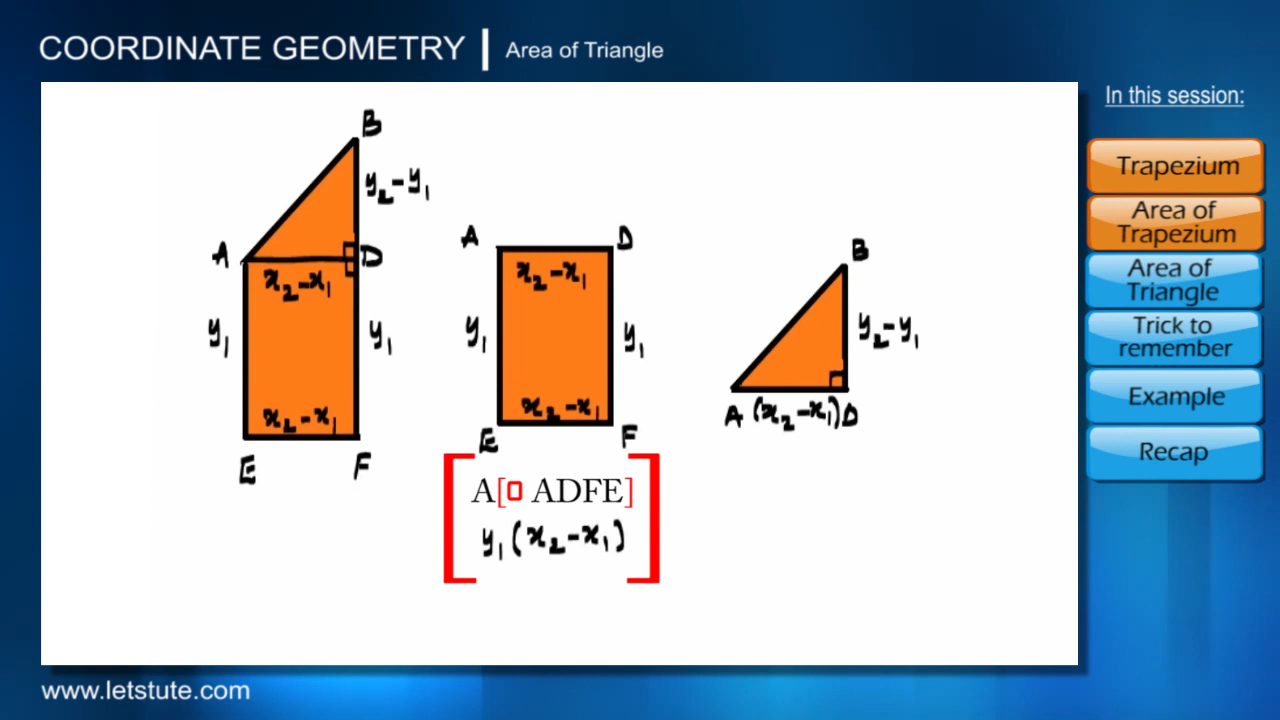 COORDINATE GEOMETRY | Area of Triangle
In this session:
Trapezium
Area of
Trapezium
Area of
Triangle
Trick to
remember
Example
Recap
B
y₂-y₁
A
D
x₂-x₁
y₁
y₁
x₂-x₁
E
F
A
D
x₂-x₁
y₁
y₁
x₂-x₁
E
F
A[▯ ADFE]
y₁(x₂-x₁)
B
y₂-y₁
A (x₂-x₁) D
www.letstute.com